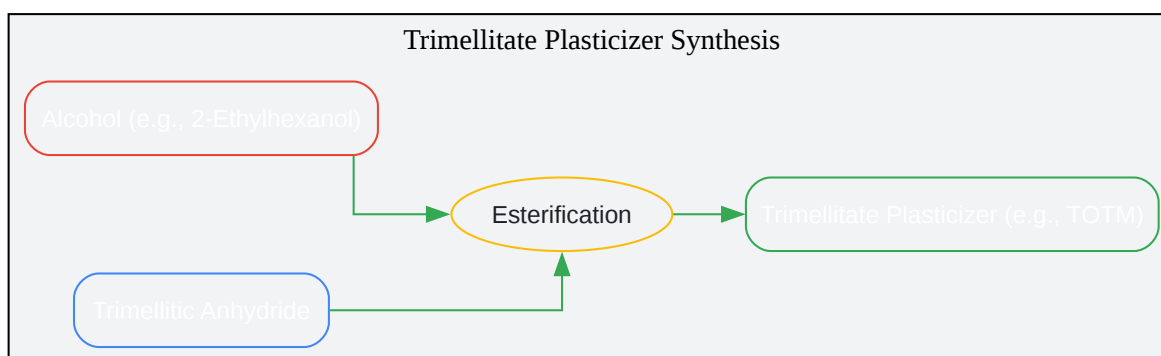 Trimellitate Plasticizer Synthesis
Alcohol (e.g., 2-Ethylhexanol)
Esterification
Trimellitate Plasticizer (e.g., TOTM)
Trimellitic Anhydride